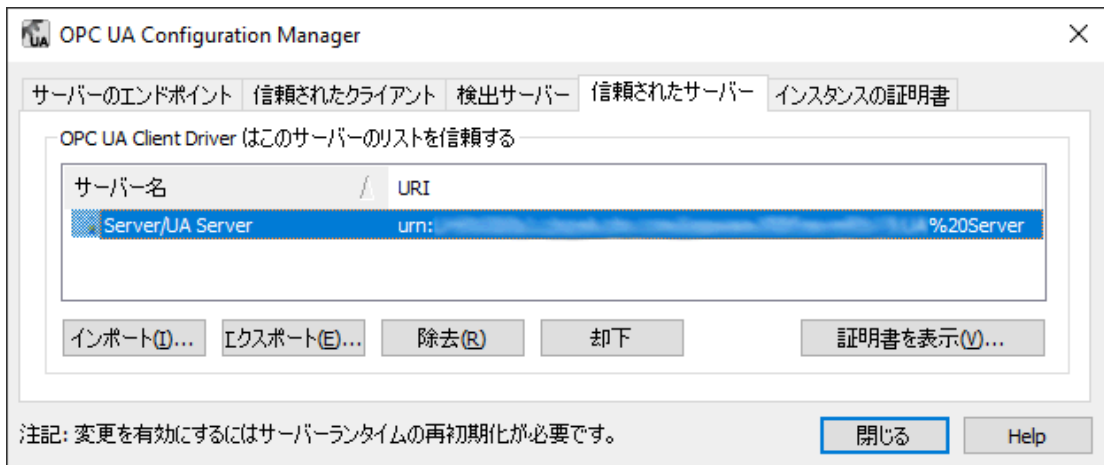 OPC UA Configuration Manager
サーバーのエンドポイント 信頼されたクライアント 検出サーバー 信頼されたサーバー インスタンスの証明書
OPC UA Client Driver はこのサーバーのリストを信頼する
サーバー名 URI
Server/UA Server urn: %20Server
インポート(I)... エクスポート(E)... 除去(R) 却下 証明書を表示(V)...
注記: 変更を有効にするにはサーバーランタイムの再初期化が必要です。 閉じる Help